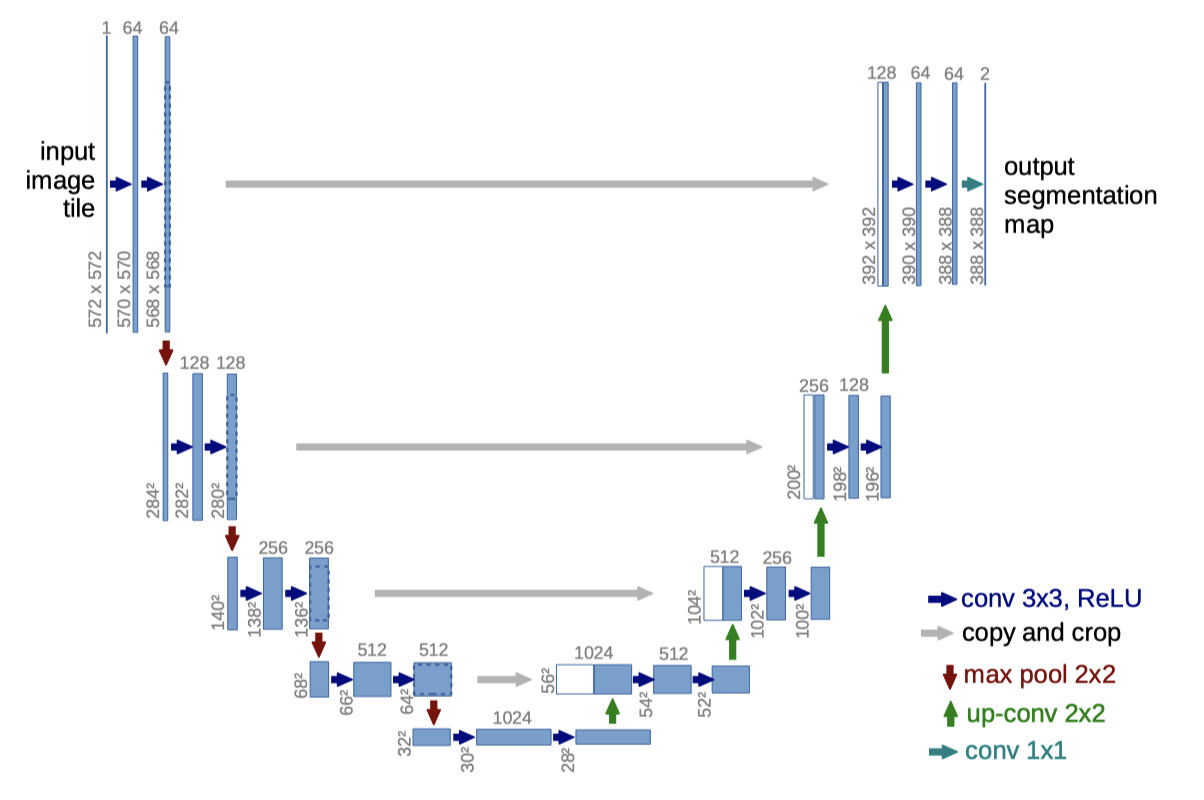 1 64 64
input
image
tile
572 x 572
570 x 570
568 x 568
128 64 64 2
output
segmentation
map
392 x 392
390 x 390
388 x 388
388 x 388
128 128
284²
282²
280²
256 128
200²
198²
196²
256 256
140²
138²
136²
512 256
104²
102²
100²
512 512
68²
66²
64²
1024 512
56²
54²
52²
1024
32²
30²
28²
conv 3x3, ReLU
copy and crop
max pool 2x2
up-conv 2x2
conv 1x1